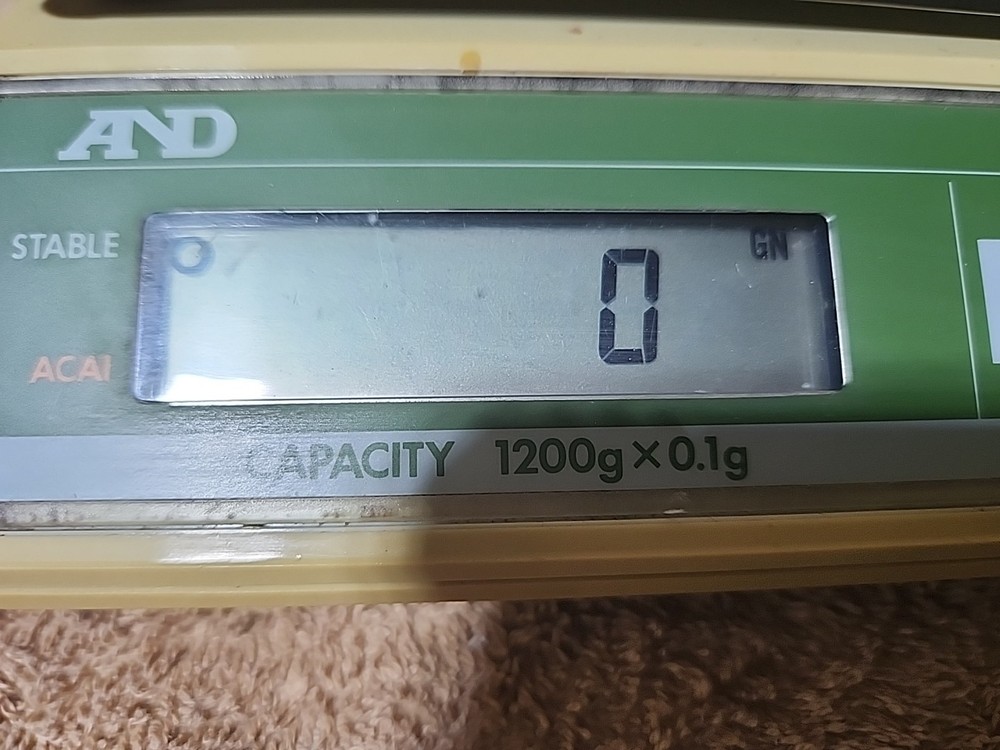 AND
STABLE
GN
0
ACAI
CAPACITY 1200g×0.1g